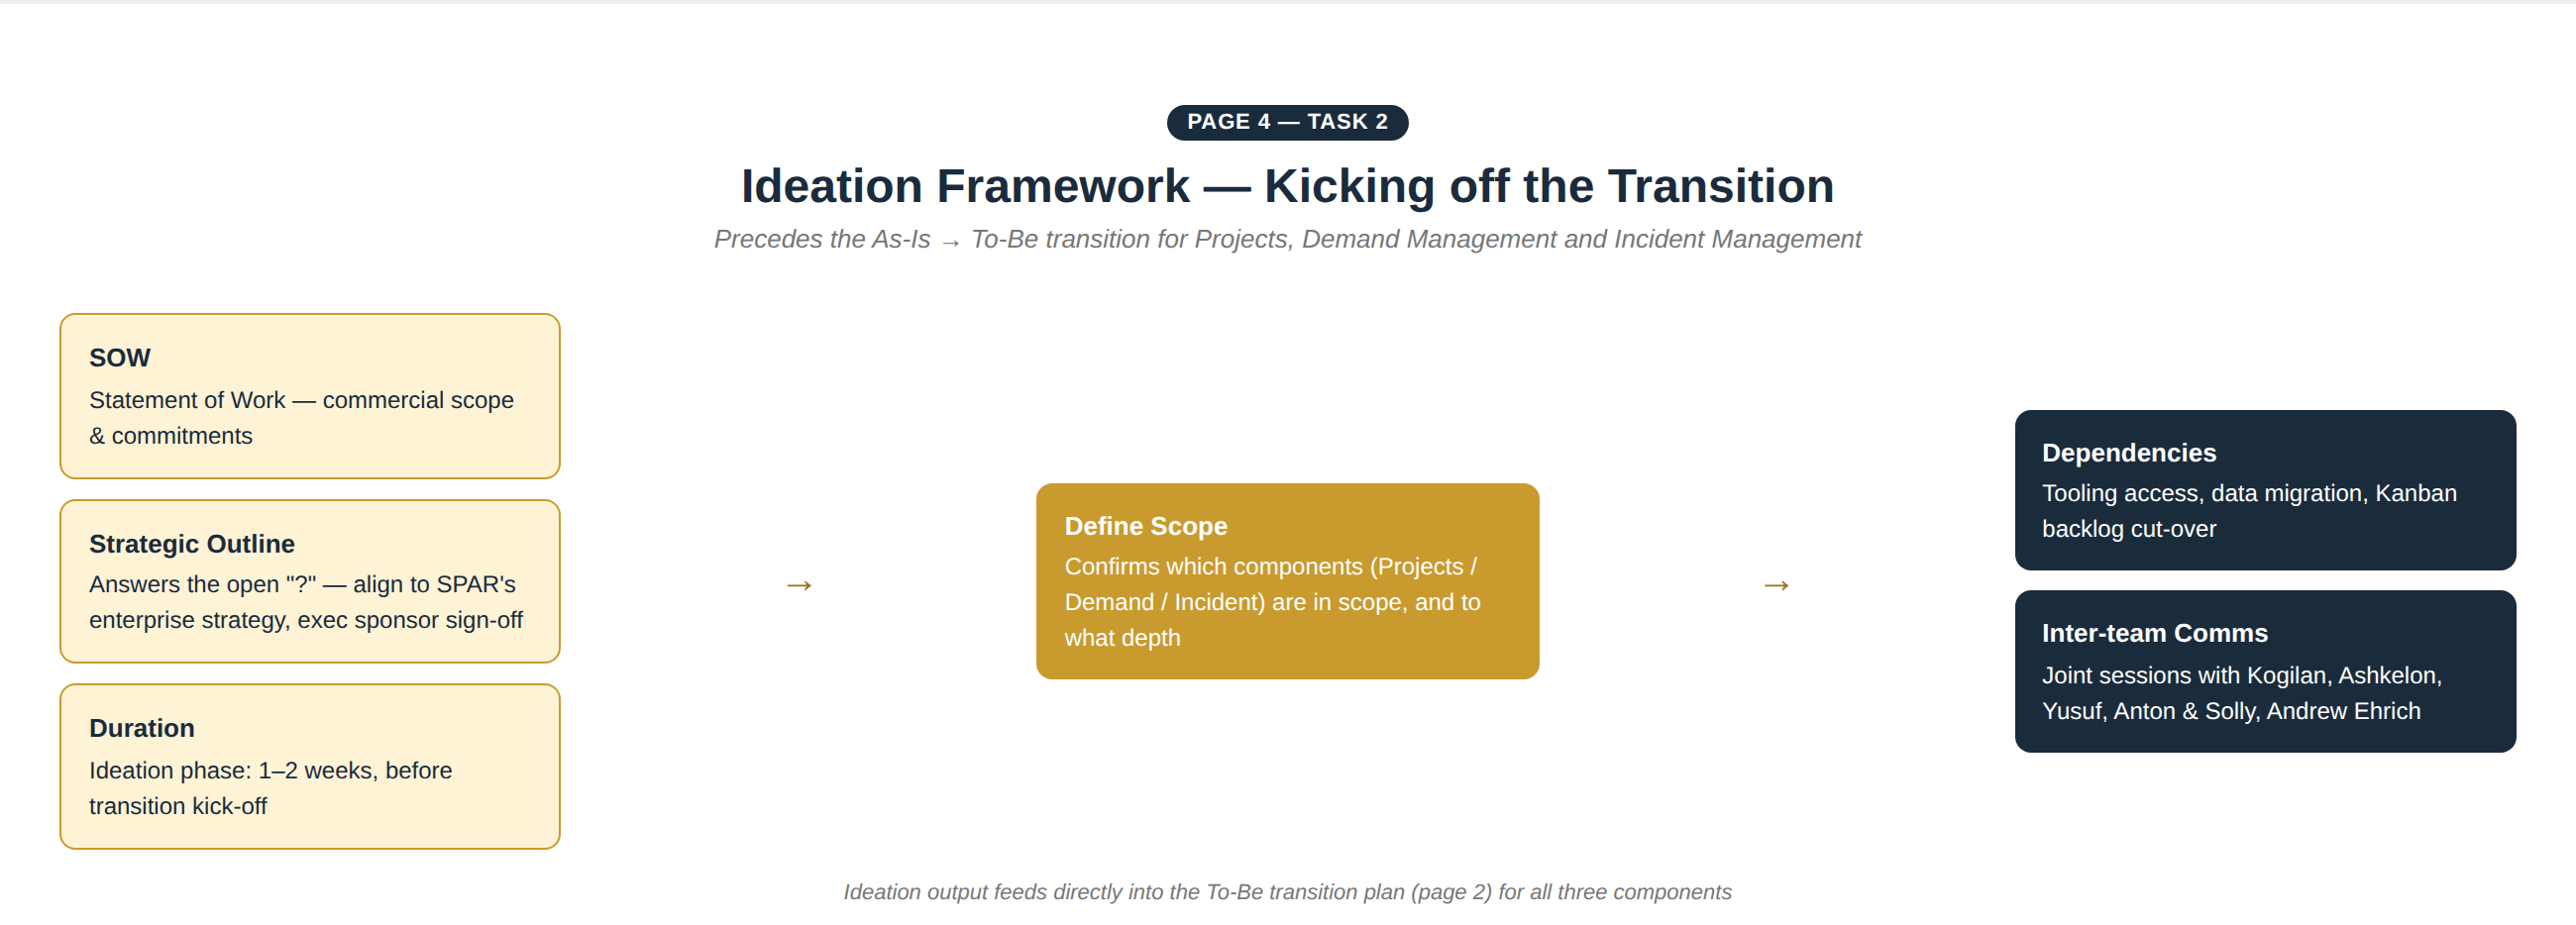 PAGE 4 — TASK 2
Ideation Framework — Kicking off the Transition
Precedes the As-Is → To-Be transition for Projects, Demand Management and Incident Management
SOW
Statement of Work — commercial scope
& commitments
Strategic Outline
Answers the open "?" — align to SPAR's
enterprise strategy, exec sponsor sign-off
Duration
Ideation phase: 1–2 weeks, before
transition kick-off
→
Define Scope
Confirms which components (Projects /
Demand / Incident) are in scope, and to
what depth
→
Dependencies
Tooling access, data migration, Kanban
backlog cut-over
Inter-team Comms
Joint sessions with Kogilan, Ashkelon,
Yusuf, Anton & Solly, Andrew Ehrich
Ideation output feeds directly into the To-Be transition plan (page 2) for all three components